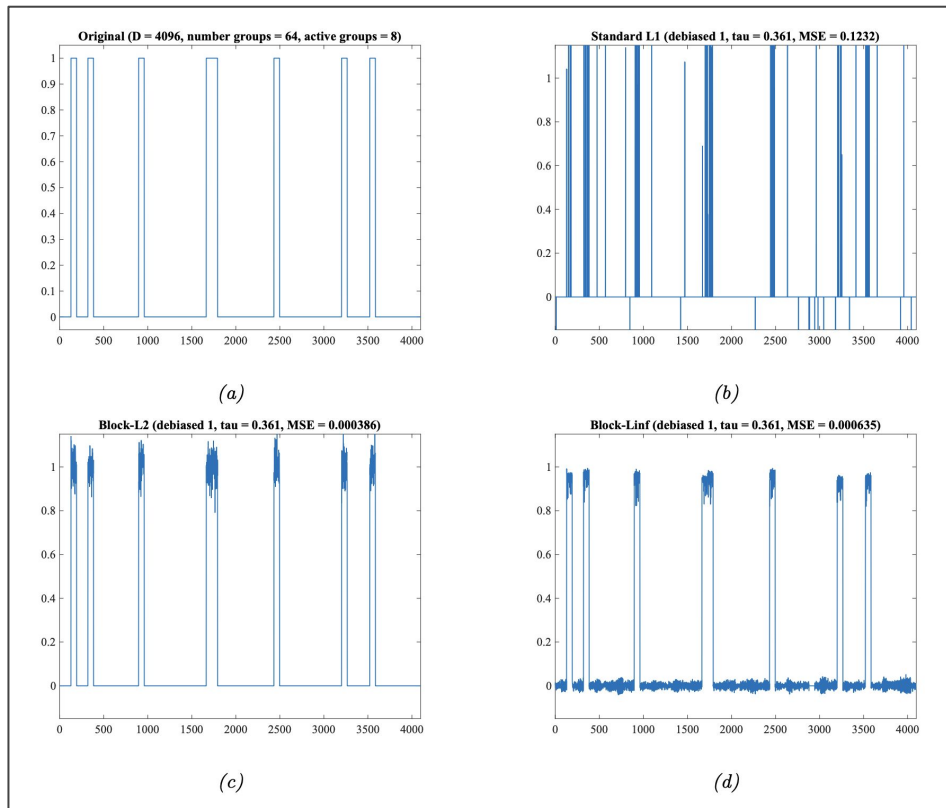 Original (D = 4096, number groups = 64, active groups = 8)
1
0.9
0.8
0.7
0.6
0.5
0.4
0.3
0.2
0.1
0
0 500 1000 1500 2000 2500 3000 3500 4000
(a)
Standard L1 (debiased 1, tau = 0.361, MSE = 0.1232)
1
0.8
0.6
0.4
0.2
0
0 500 1000 1500 2000 2500 3000 3500 4000
(b)
Block-L2 (debiased 1, tau = 0.361, MSE = 0.000386)
1
0.8
0.6
0.4
0.2
0
0 500 1000 1500 2000 2500 3000 3500 4000
(c)
Block-Linf (debiased 1, tau = 0.361, MSE = 0.000635)
1
0.8
0.6
0.4
0.2
0
0 500 1000 1500 2000 2500 3000 3500 4000
(d)